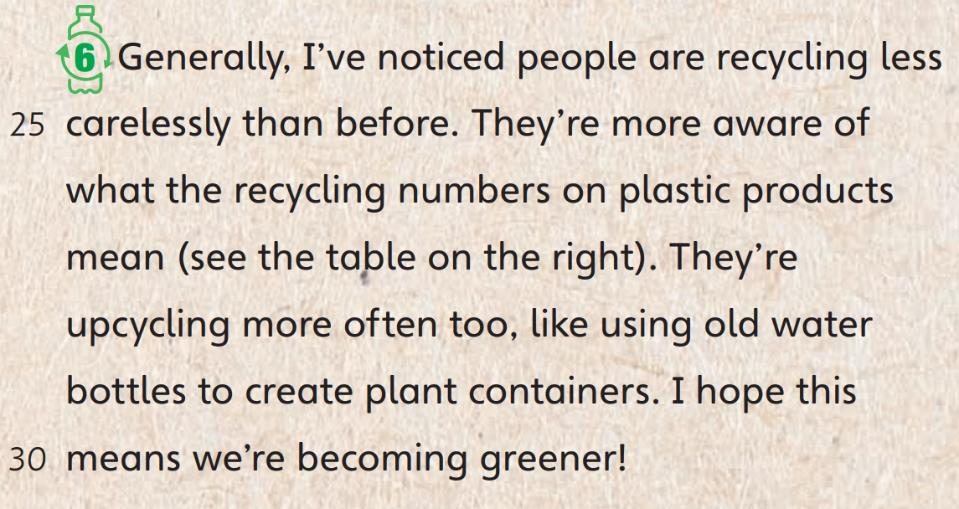 6 Generally, I've noticed people are recycling less
25 carelessly than before. They're more aware of
what the recycling numbers on plastic products
mean (see the table on the right). They're
upcycling more often too, like using old water
bottles to create plant containers. I hope this
30 means we're becoming greener!